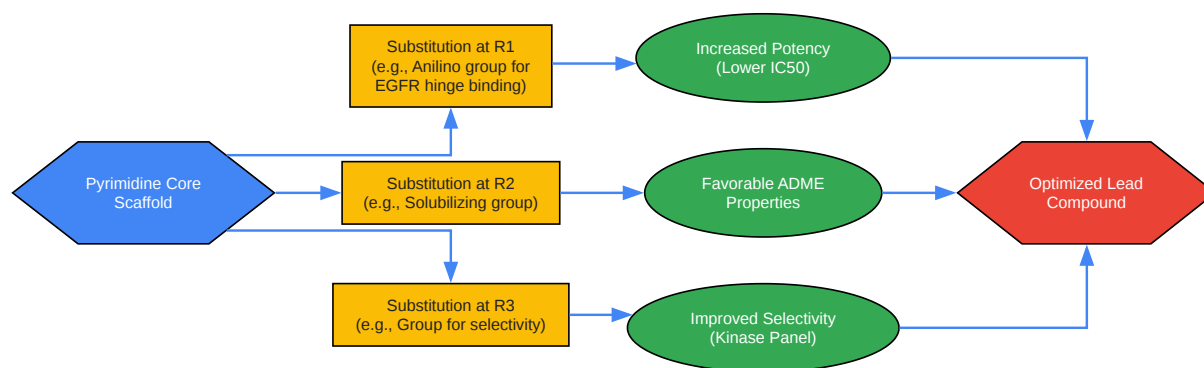 Substitution at R1
(e.g., Anilino group for
EGFR hinge binding)
Increased Potency
(Lower IC50)
Pyrimidine Core
Scaffold
Substitution at R2
(e.g., Solubilizing group)
Favorable ADME
Properties
Optimized Lead
Compound
Substitution at R3
(e.g., Group for selectivity)
Improved Selectivity
(Kinase Panel)